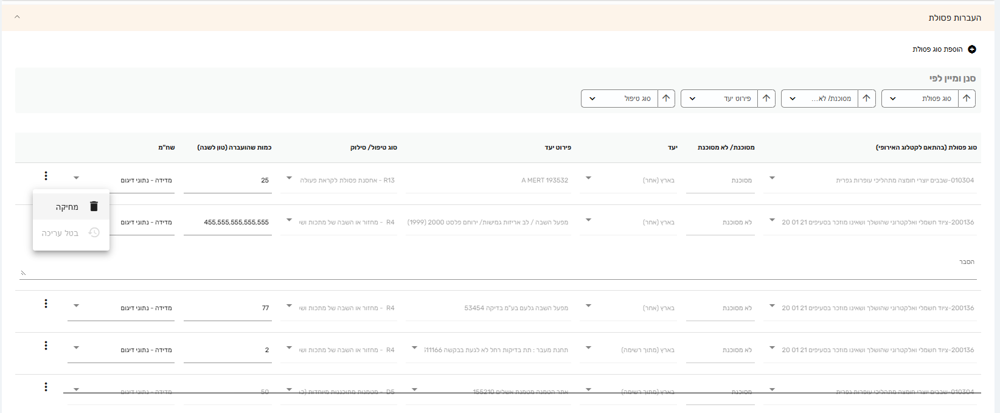 העברות פסולת
הוספת סוג פסולת
סנן ומיין לפי
סוג פסולת מסוכנת/ לא... פירוט יעד סוג טיפול
סוג פסולת (בהתאם לקטלוג האירופי) מסוכנת/ לא מסוכנת יעד פירוט יעד סוג טיפול/ סילוק כמות שהועברה (טון לשנה) שח"מ
010304-שבבים יוצרי חומצה מתהליכי עופרות גפרית מסוכנת בארץ (אחר) A MERT 193532 R13 - אחסנת פסולת לקראת פעולה 25 מדידה - נתוני דיגום
מחיקה
200136-ציוד חשמלי ואלקטרוני שהושלך ושאינו מוזכר בסעיפים 21 01 20 לא מסוכנת בארץ (אחר) מפעל השבה / לב אריזות גמישות/ ירוחם פלסט 2000 (1999) R4 - מחזור או השבה של מתכות ושי 455,555,555,555,555 מדידה - נתוני דיגום
בטל עריכה
הסבר
200136-ציוד חשמלי ואלקטרוני שהושלך ושאינו מוזכר בסעיפים 21 01 20 לא מסוכנת בארץ (אחר) מפעל השבה גלעם בע"מ בדיקה 53454 R4 - מחזור או השבה של מתכות ושי 77 מדידה - נתוני דיגום
200136-ציוד חשמלי ואלקטרוני שהושלך ושאינו מוזכר בסעיפים 21 01 20 לא מסוכנת בארץ (מתוך רשימה) תחנת מעבר : תת בדיקות רחל לא לגעת בבקשה 511166 R4 - מחזור או השבה של מתכות ושי 2 מדידה - נתוני דיגום
010304-שבבים יוצרי חומצה מתהליכי עופרות גפרית מסוכנת בארץ (מתוך רשימה) אתר הטמנה מטמנת אשלים 155210 D5 - מטמנות מתוכננות מיוחדות (כג 50 מדידה - נתוני דיגום